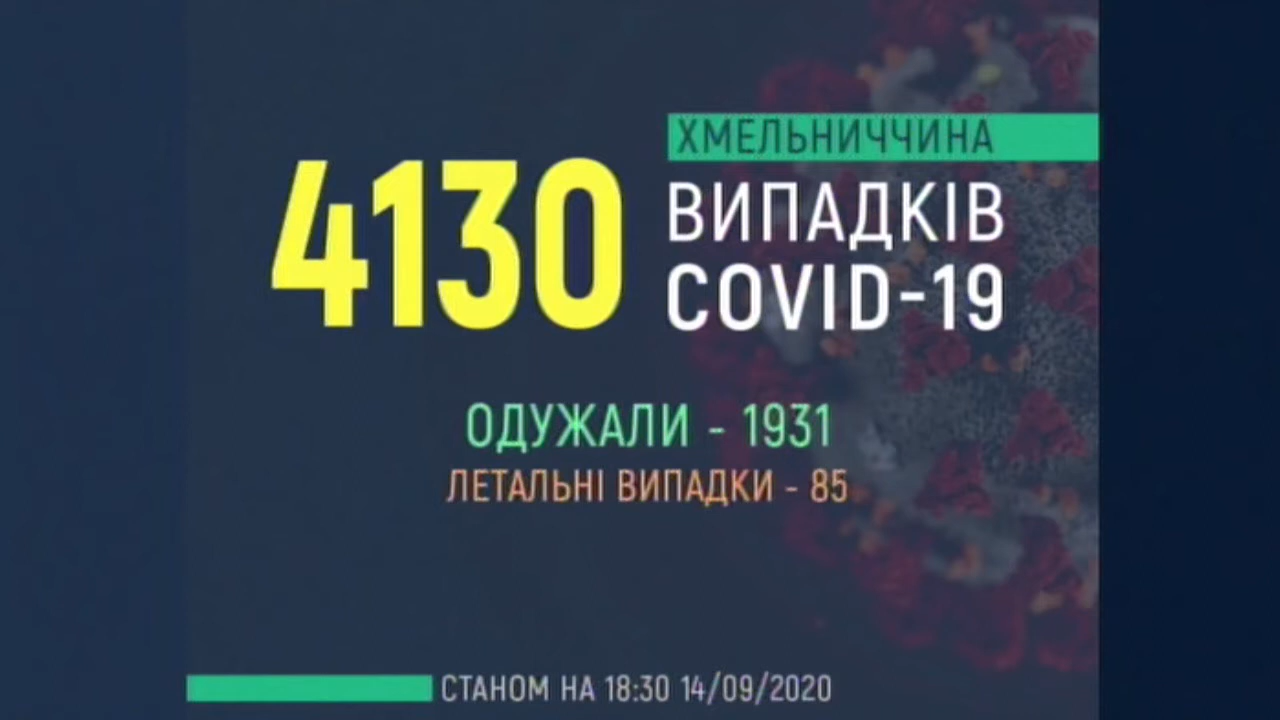 ХМЕЛЬНИЧЧИНА
4130 ВИПАДКІВ
COVID-19
ОДУЖАЛИ - 1931
ЛЕТАЛЬНІ ВИПАДКИ - 85
СТАНОМ НА 18:30 14/09/2020